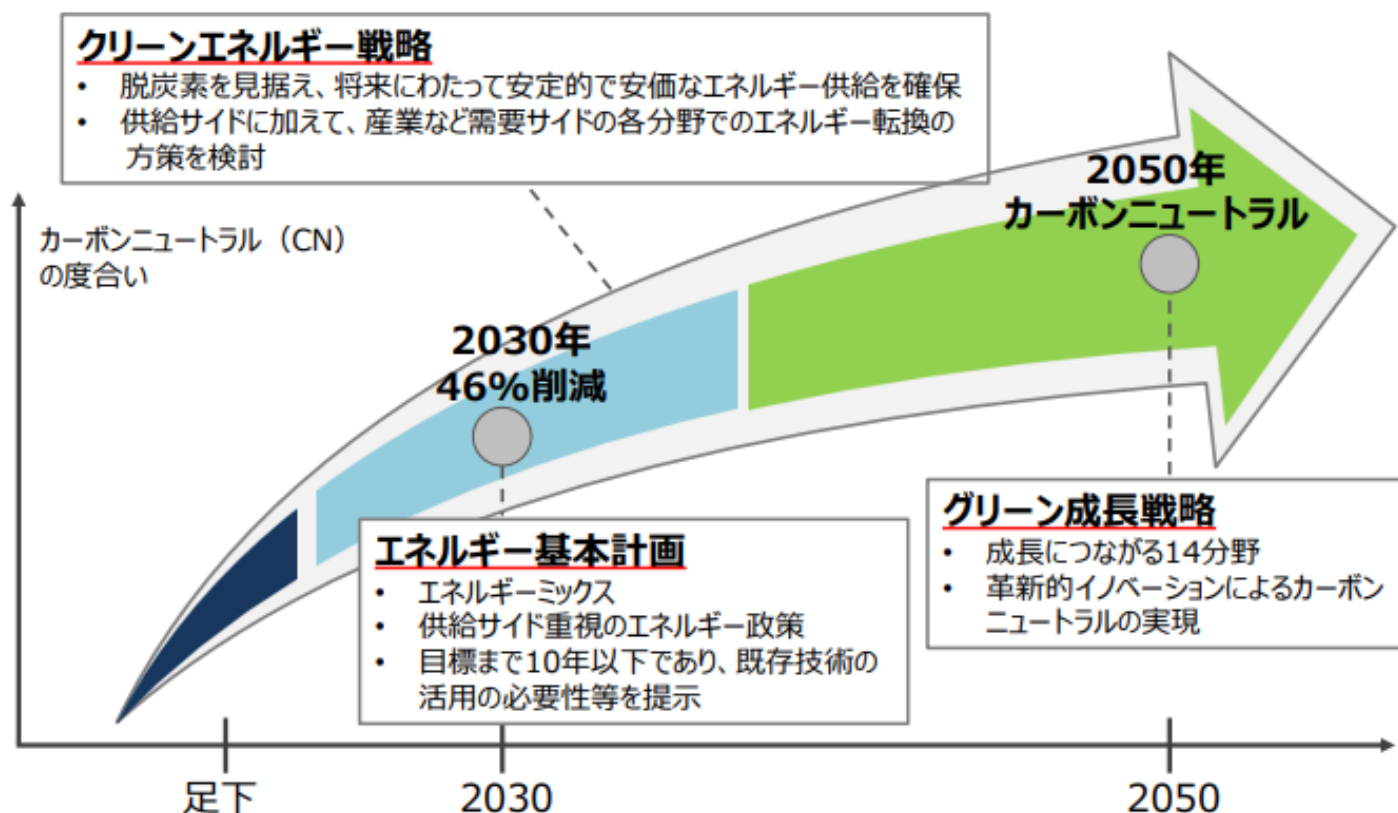 クリーンエネルギー戦略
• 脱炭素を見据え、将来にわたって安定的で安価なエネルギー供給を確保
• 供給サイドに加えて、産業など需要サイドの各分野でのエネルギー転換の
方策を検討
カーボンニュートラル（CN）
の度合い
2050年
カーボンニュートラル
2030年
46%削減
エネルギー基本計画
• エネルギーミックス
• 供給サイド重視のエネルギー政策
• 目標まで10年以下であり、既存技術の
活用の必要性等を提示
グリーン成長戦略
• 成長につながる14分野
• 革新的イノベーションによるカーボン
ニュートラルの実現
足下
2030
2050